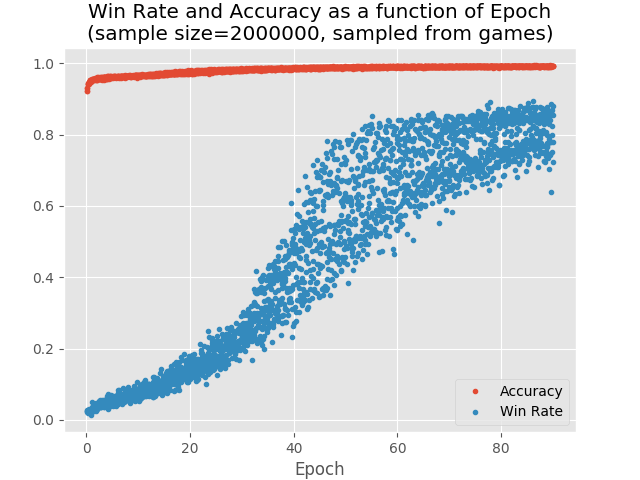 Win Rate and Accuracy as a function of Epoch
(sample size=2000000, sampled from games)
1.0
0.8
0.6
0.4
0.2
0.0
0 20 40 60 80
Epoch
Accuracy
Win Rate